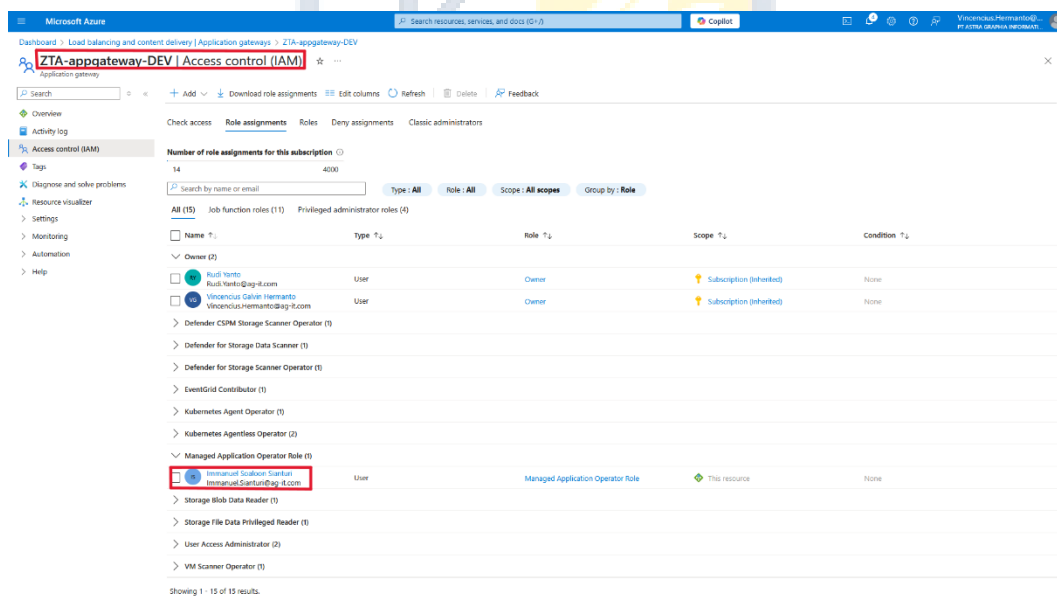 Microsoft Azure
Search resources, services, and docs (G+/)
Copilot
Vincencius.Hermanto@...
PT ASTRA GRAPHIA INFORMATI...
Dashboard > Load balancing and content delivery | Application gateways > ZTA-appgateway-DEV
ZTA-appgateway-DEV | Access control (IAM)
Application gateway
Search
Overview
Activity log
Access control (IAM)
Tags
Diagnose and solve problems
Resource visualizer
Settings
Monitoring
Automation
Help
Add
Download role assignments
Edit columns
Refresh
Delete
Feedback
Check access
Role assignments
Roles
Deny assignments
Classic administrators
Number of role assignments for this subscription
14
4000
Search by name or email
Type : All
Role : All
Scope : All scopes
Group by : Role
All (15)
Job function roles (11)
Privileged administrator roles (4)
Name
Type
Role
Scope
Condition
Owner (2)
RY
Rudi Yanto
Rudi.Yanto@ag-it.com
User
Owner
Subscription (Inherited)
None
VG
Vincencius Galvin Hermanto
Vincencius.Hermanto@ag-it.com
User
Owner
Subscription (Inherited)
None
Defender CSPM Storage Scanner Operator (1)
Defender for Storage Data Scanner (1)
Defender for Storage Scanner Operator (1)
EventGrid Contributor (1)
Kubernetes Agent Operator (1)
Kubernetes Agentless Operator (2)
Managed Application Operator Role (1)
IS
Immanuel Soaloon Sianturi
Immanuel.Sianturi@ag-it.com
User
Managed Application Operator Role
This resource
None
Storage Blob Data Reader (1)
Storage File Data Privileged Reader (1)
User Access Administrator (2)
VM Scanner Operator (1)
Showing 1 - 15 of 15 results.